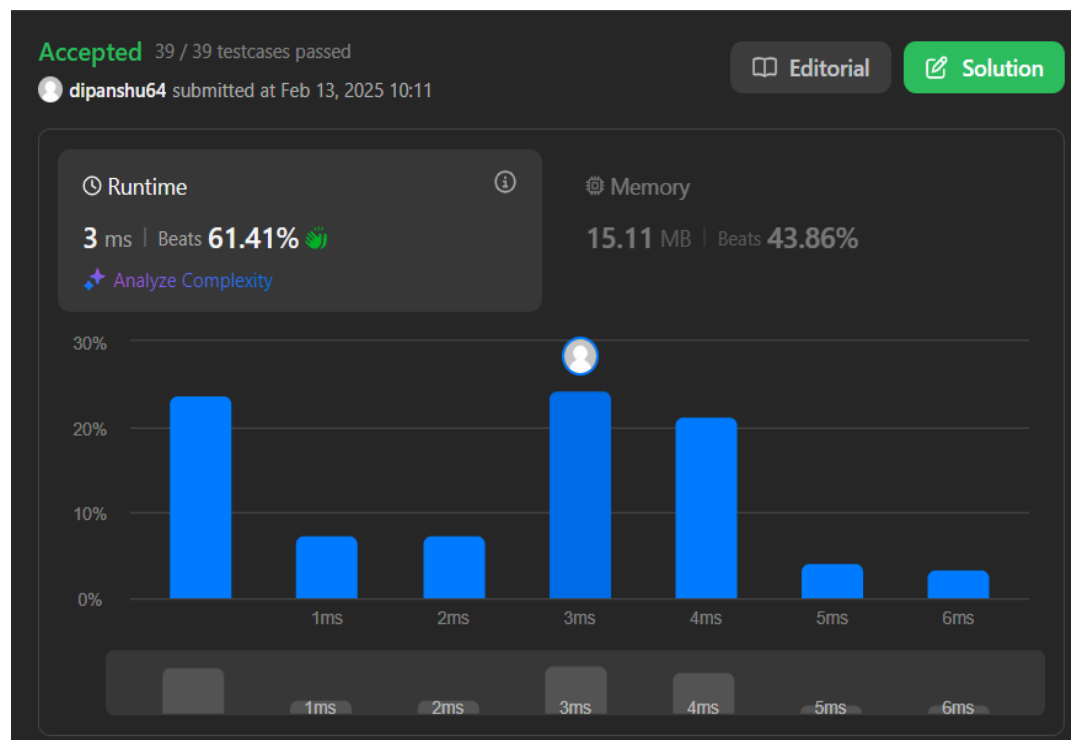 Accepted 39 / 39 testcases passed
dipanshu64 submitted at Feb 13, 2025 10:11
Editorial
Solution
Runtime
3 ms | Beats 61.41%
Analyze Complexity
Memory
15.11 MB | Beats 43.86%
30%
20%
10%
0%
1ms 2ms 3ms 4ms 5ms 6ms
1ms 2ms 3ms 4ms 5ms 6ms